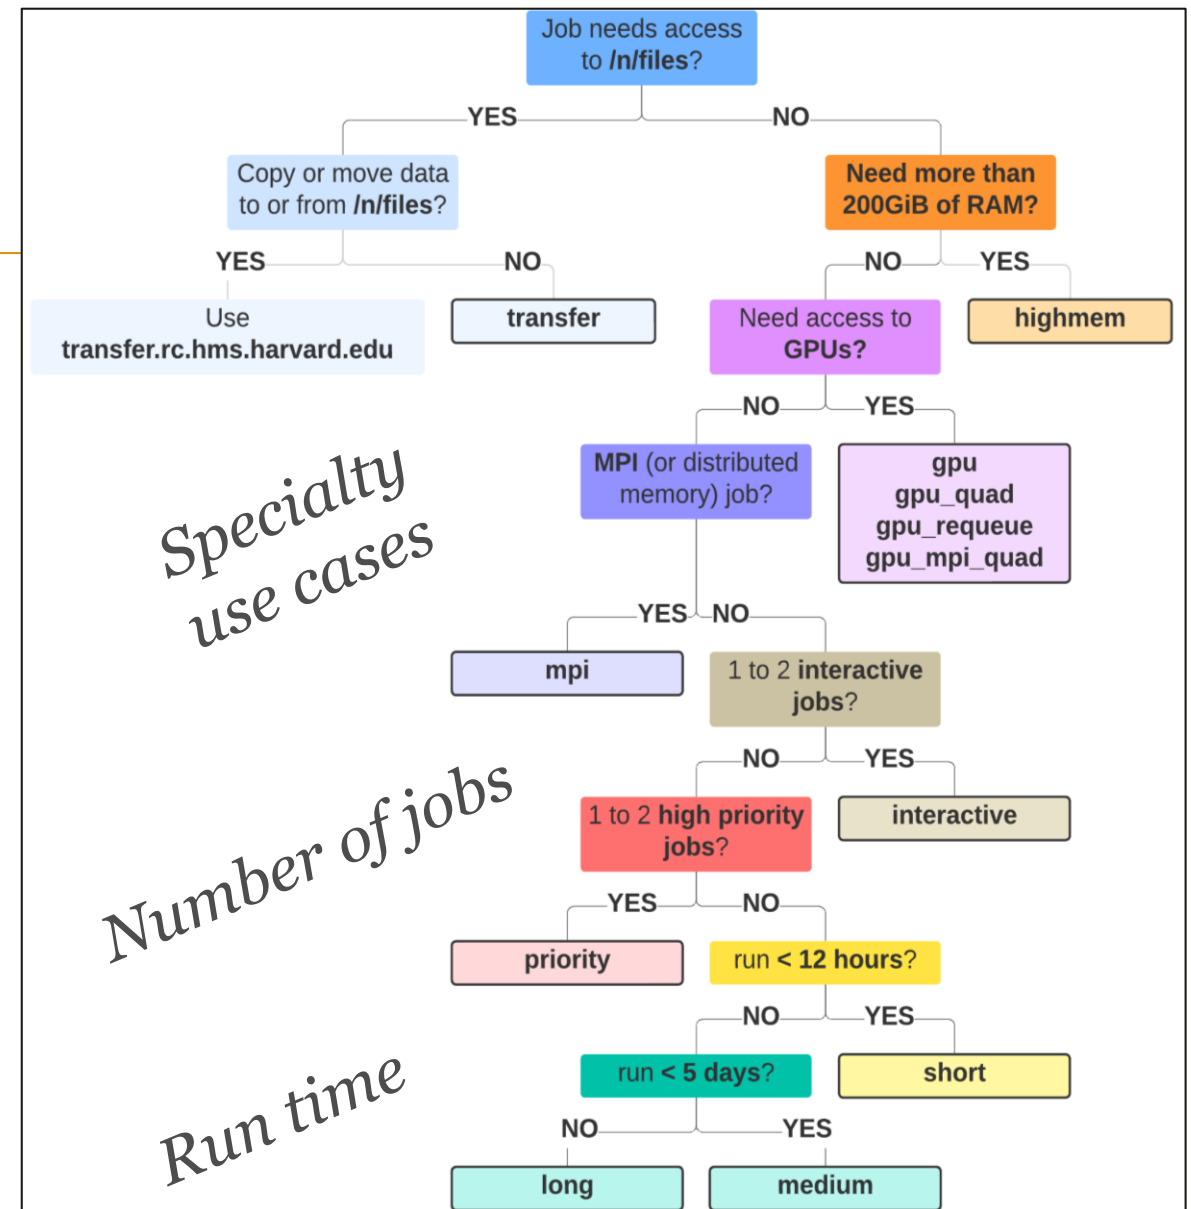 Job needs access
to /n/files?
YES
NO
Copy or move data
to or from /n/files?
Need more than
200GiB of RAM?
YES
NO
NO
YES
Use
transfer.rc.hms.harvard.edu
transfer
Need access to
GPUs?
highmem
NO
YES
Specialty
use cases
MPI (or distributed
memory) job?
gpu
gpu_quad
gpu_requeue
gpu_mpi_quad
YES
NO
mpi
1 to 2 interactive
jobs?
NO
YES
Number of jobs
1 to 2 high priority
jobs?
interactive
YES
NO
priority
run < 12 hours?
NO
YES
Run time
run < 5 days?
short
NO
YES
long
medium